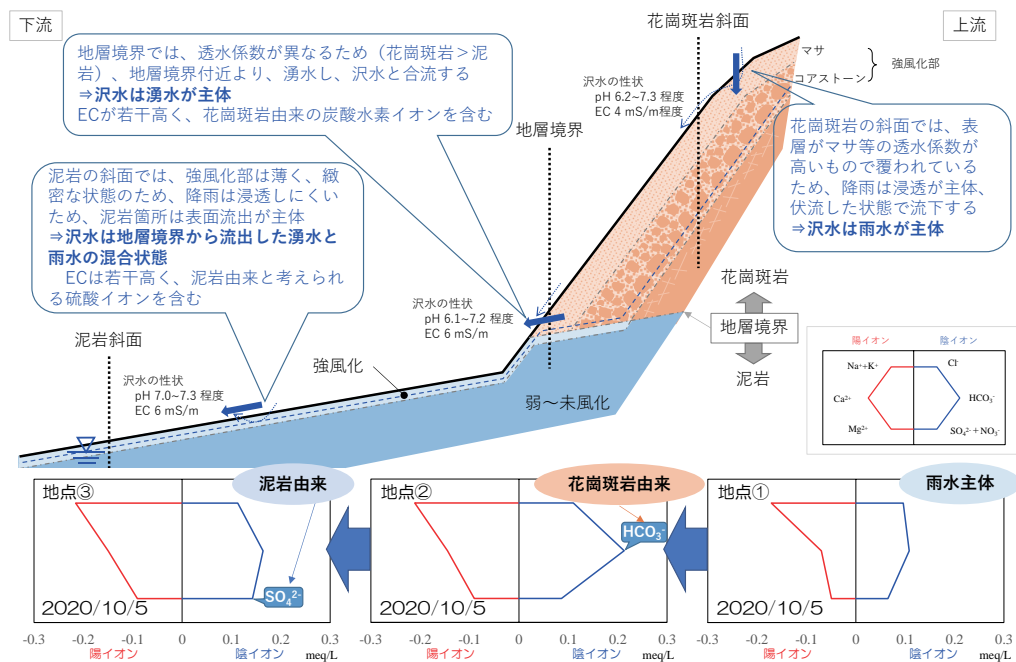 下流
上流
花崗斑岩斜面
地層境界では、透水係数が異なるため（花崗斑岩＞泥
岩）、地層境界付近より、湧水し、沢水と合流する
⇒沢水は湧水が主体
ECが若干高く、花崗斑岩由来の炭酸水素イオンを含む
マサ
コアストーン
強風化部
沢水の性状
pH 6.2~7.3 程度
EC 4 mS/m程度
地層境界
花崗斑岩の斜面では、表
層がマサ等の透水係数が
高いもので覆われている
ため、降雨は浸透が主体、
伏流した状態で流下する
⇒沢水は雨水が主体
泥岩の斜面では、強風化部は薄く、緻
密な状態のため、降雨は浸透しにくい
ため、泥岩箇所は表面流出が主体
⇒沢水は地層境界から流出した湧水と
雨水の混合状態
ECは若干高く、泥岩由来と考えられ
る硫酸イオンを含む
沢水の性状
pH 6.1~7.2 程度
EC 6 mS/m
花崗斑岩
地層境界
泥岩
泥岩斜面
強風化
沢水の性状
pH 7.0~7.3 程度
EC 6 mS/m
弱～未風化
陽イオン
陰イオン
Na⁺+K⁺
Cl⁻
Ca²⁺
HCO₃⁻
Mg²⁺
SO₄²⁻+NO₃⁻
地点③
泥岩由来
SO₄²⁻
2020/10/5
-0.3 -0.2 -0.1 0 0.1 0.2 0.3
陽イオン 陰イオン meq/L
地点②
花崗斑岩由来
HCO₃⁻
2020/10/5
-0.3 -0.2 -0.1 0 0.1 0.2 0.3
陽イオン 陰イオン meq/L
地点①
雨水主体
2020/10/5
-0.3 -0.2 -0.1 0 0.1 0.2 0.3
陽イオン 陰イオン meq/L